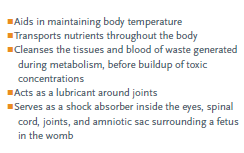 ■Aids in maintaining body temperature
■Transports nutrients throughout the body
■Cleanses the tissues and blood of waste generated
during metabolism, before buildup of toxic
concentrations
■Acts as a lubricant around joints
■Serves as a shock absorber inside the eyes, spinal
cord, joints, and amniotic sac surrounding a fetus
in the womb